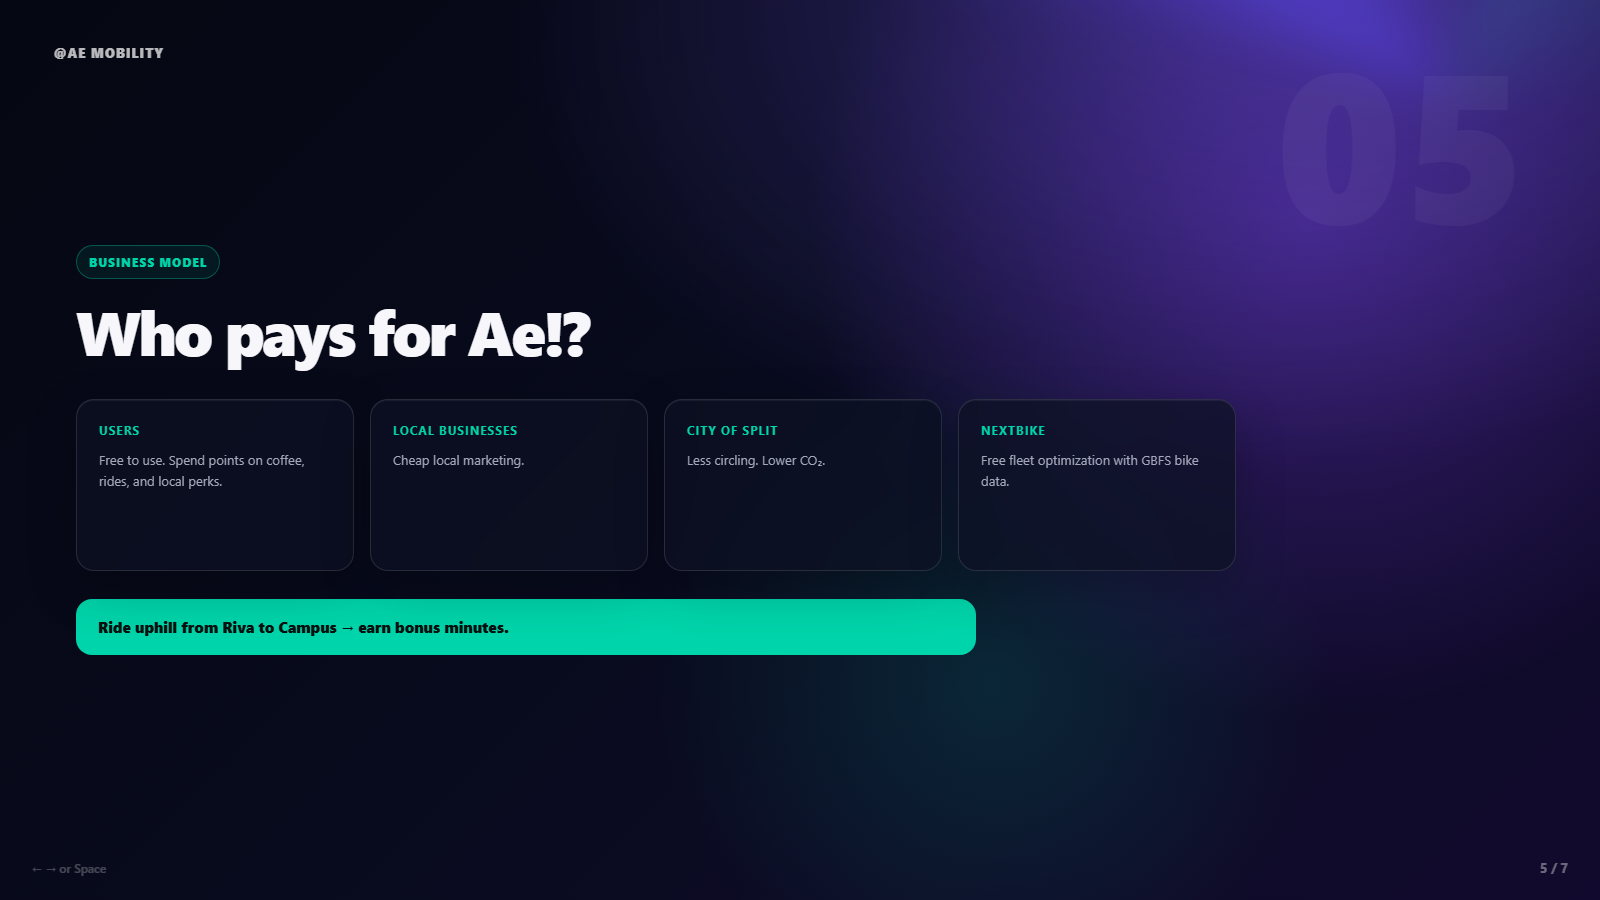 @AE MOBILITY
05
BUSINESS MODEL
Who pays for Ae!?
USERS
Free to use. Spend points on coffee,
rides, and local perks.
LOCAL BUSINESSES
Cheap local marketing.
CITY OF SPLIT
Less circling. Lower CO₂.
NEXTBIKE
Free fleet optimization with GBFS bike
data.
Ride uphill from Riva to Campus → earn bonus minutes.
← → or Space
5 / 7